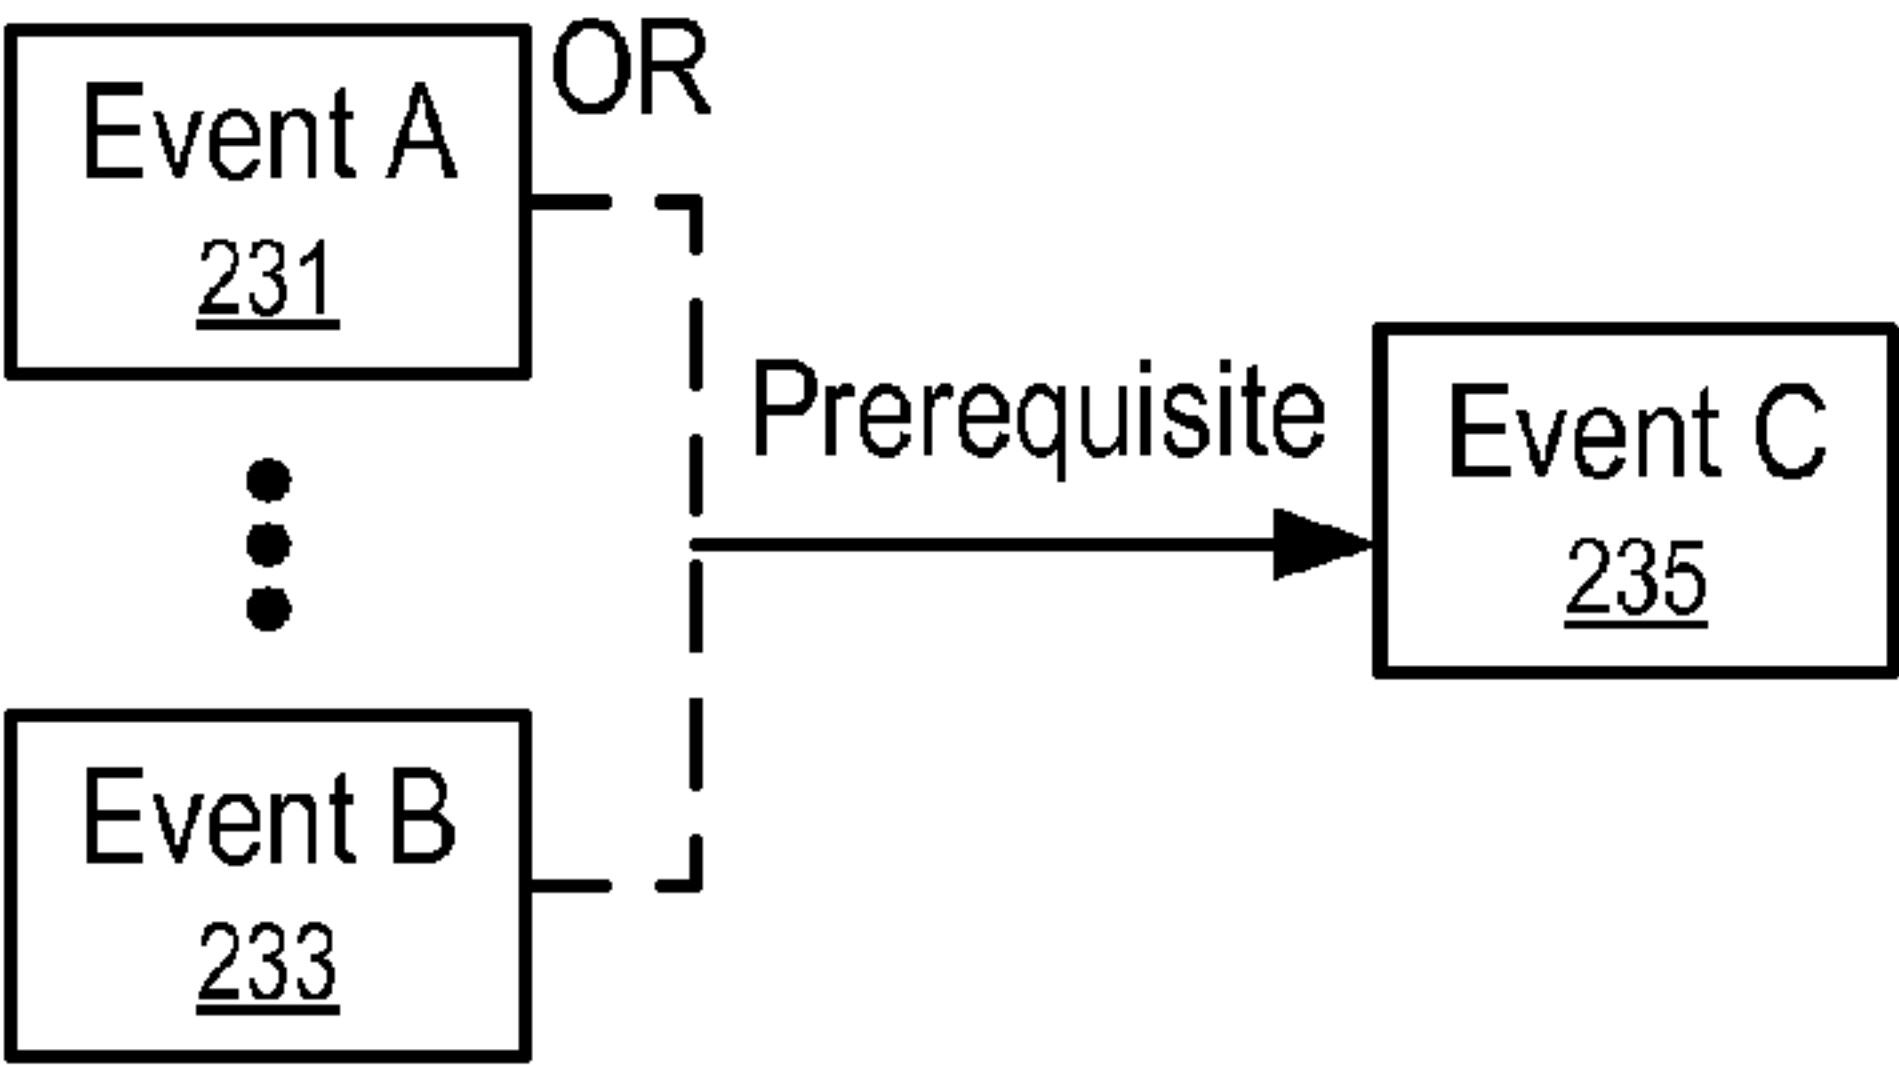 Event A
231
OR
Prerequisite
Event C
235
Event B
233